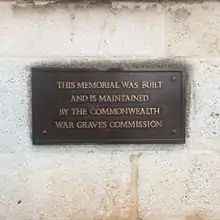 THIS MEMORIAL WAS BUILT
AND IS MAINTAINED
BY THE COMMONWEALTH
WAR GRAVES COMMISSION